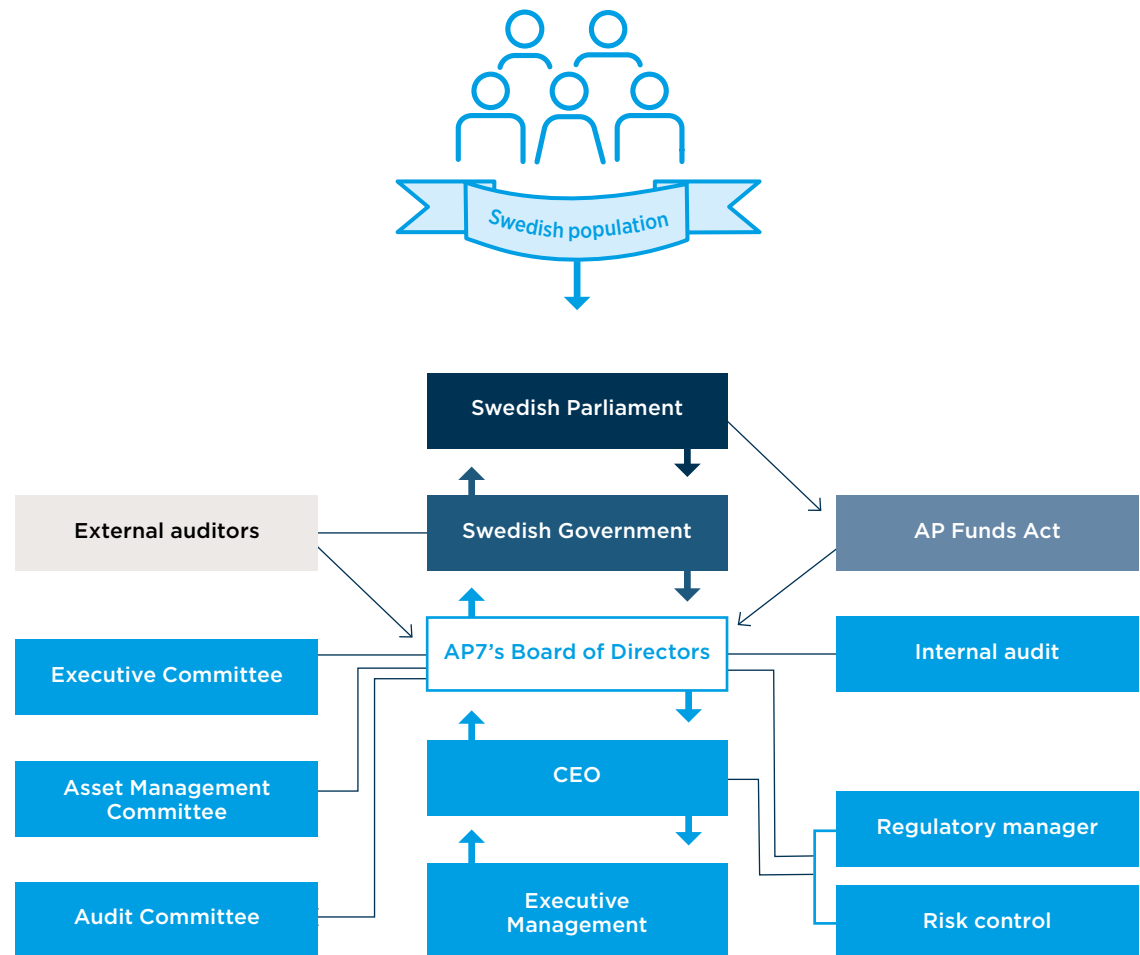 Swedish population
Swedish Parliament
External auditors
Swedish Government
AP Funds Act
Executive Committee
AP7’s Board of Directors
Internal audit
Asset Management
Committee
CEO
Regulatory manager
Audit Committee
Executive
Management
Risk control